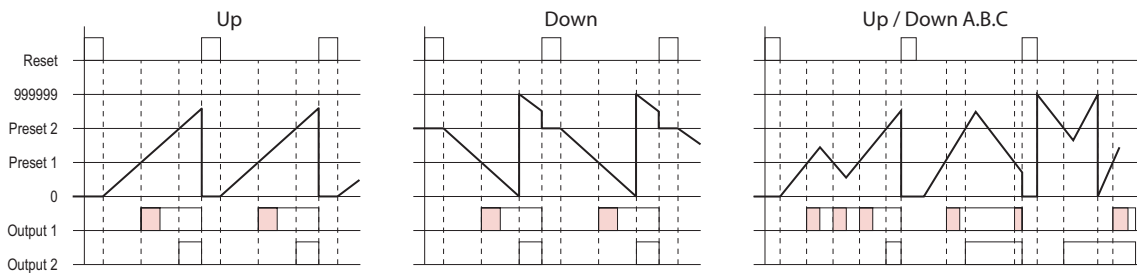 Up
Down
Up / Down A.B.C
Reset
999999
Preset 2
Preset 1
0
Output 1
Output 2